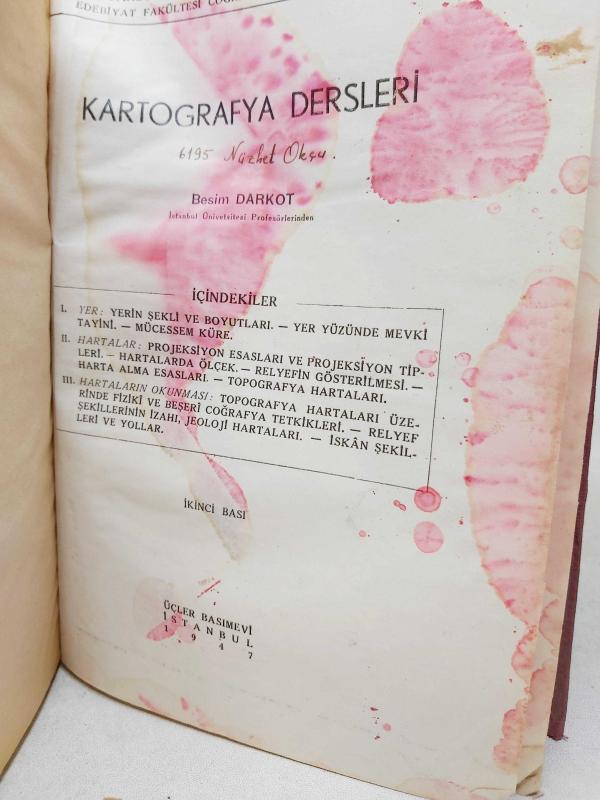 EDEBİYAT FAKÜLTESİ
KARTOGRAFYA DERSLERİ
6195 Nüzhet Okşu.
Besim DARKOT
İstanbul Üniversitesi Profesörlerinden
İÇİNDEKİLER
I. YER: YERİN ŞEKLİ VE BOYUTLARI. — YER YÜZÜNDE MEVKİ
TAYİNİ. — MÜCESSEM KÜRE.
II. HARTALAR: PROJEKSİYON ESASLARI VE PROJEKSİYON TİP-
LERİ. — HARTALARDA ÖLÇEK. — RELYEFİN GÖSTERİLMESİ. —
HARTA ALMA ESASLARI. — TOPOGRAFYA HARTALARI.
III. HARTALARIN OKUNMASI: TOPOGRAFYA HARTALARI ÜZE-
RİNDE FİZİKİ VE BEŞERİ COĞRAFYA TETKİKLERİ. — RELYEF
ŞEKİLLERİNİN İZAHI, JEOLOJİ HARTALARI. — İSKÂN ŞEKİL-
LERİ VE YOLLAR.
İKİNCİ BASI
ÜÇLER BASIMEVİ
İSTANBUL
1947